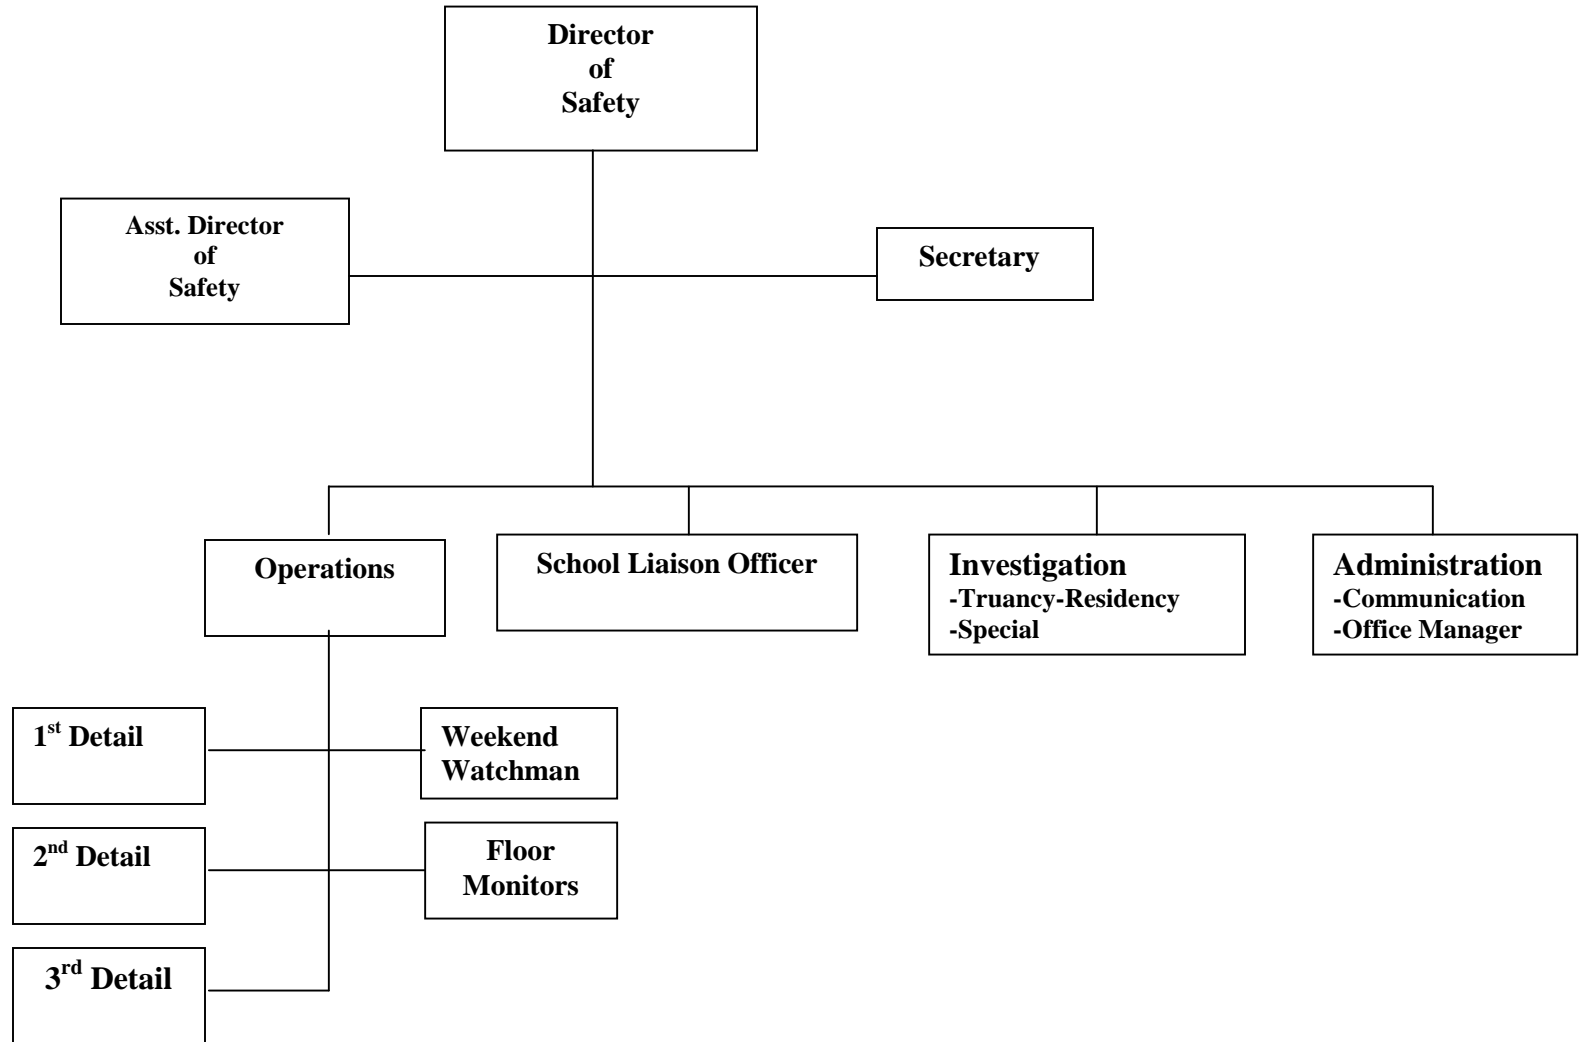 Director
of
Safety
Asst. Director
of
Safety
Secretary
Operations
School Liaison Officer
Investigation
-Truancy-Residency
-Special
Administration
-Communication
-Office Manager
1st Detail
Weekend
Watchman
2nd Detail
Floor
Monitors
3rd Detail